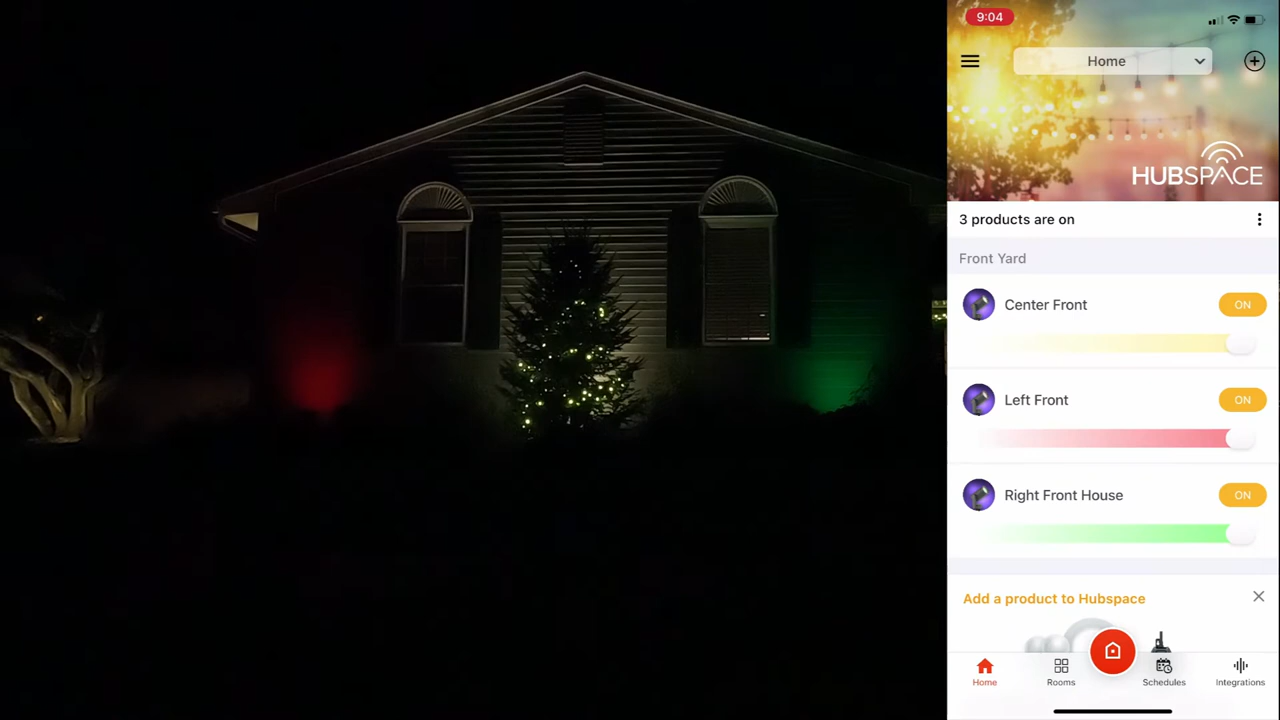 9:04
Home
HUBSPACE
3 products are on
Front Yard
Center Front
ON
Left Front
ON
Right Front House
ON
Add a product to Hubspace
Home
Rooms
Schedules
Integrations